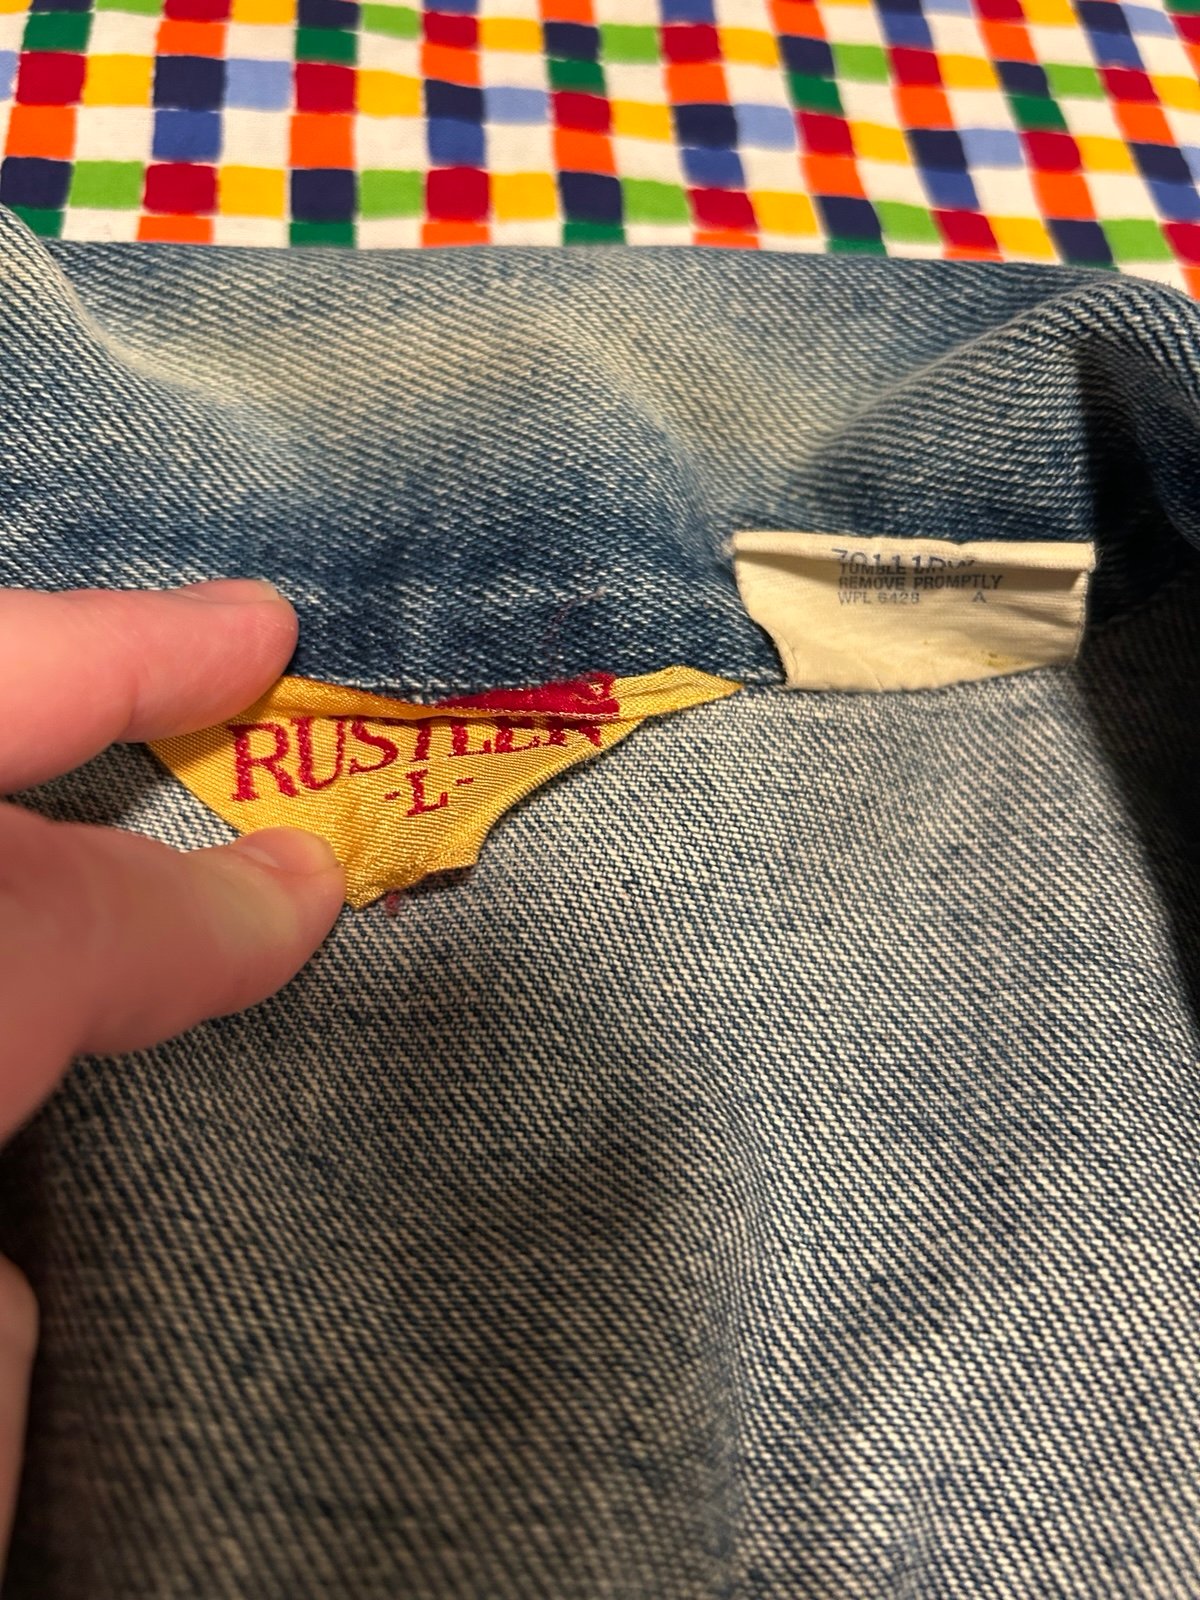 RUSTLER
-L-
TUMBLE DRY
REMOVE PROMPTLY
WPL 6428 A